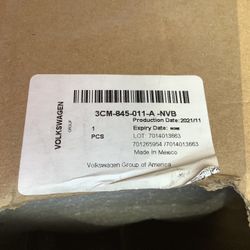 VOLKSWAGEN
GROUP
3CM-845-011-A -NVB
Production Date: 2021/11
1
PCS
Expiry Date: NONE
LOT: 7014013663
701265954 /7014013663
Made In Mexico
Volkswagen Group of America